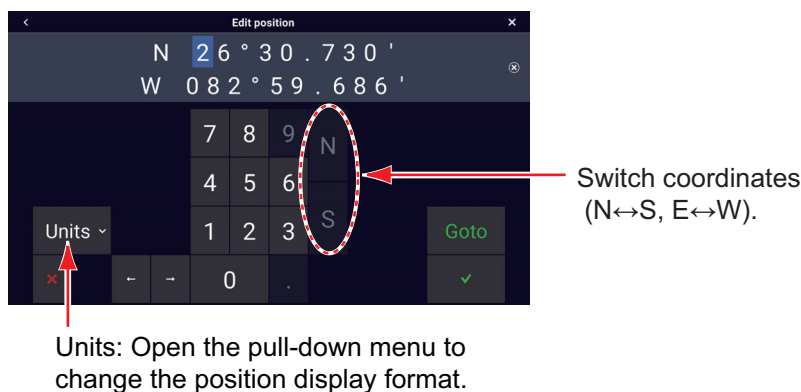 Edit position
N 26°30.730'
W 082°59.686'
7 8 9 N
4 5 6
1 2 3 S
Units Goto
0 .
Switch coordinates
(N↔S, E↔W).
Units: Open the pull-down menu to
change the position display format.